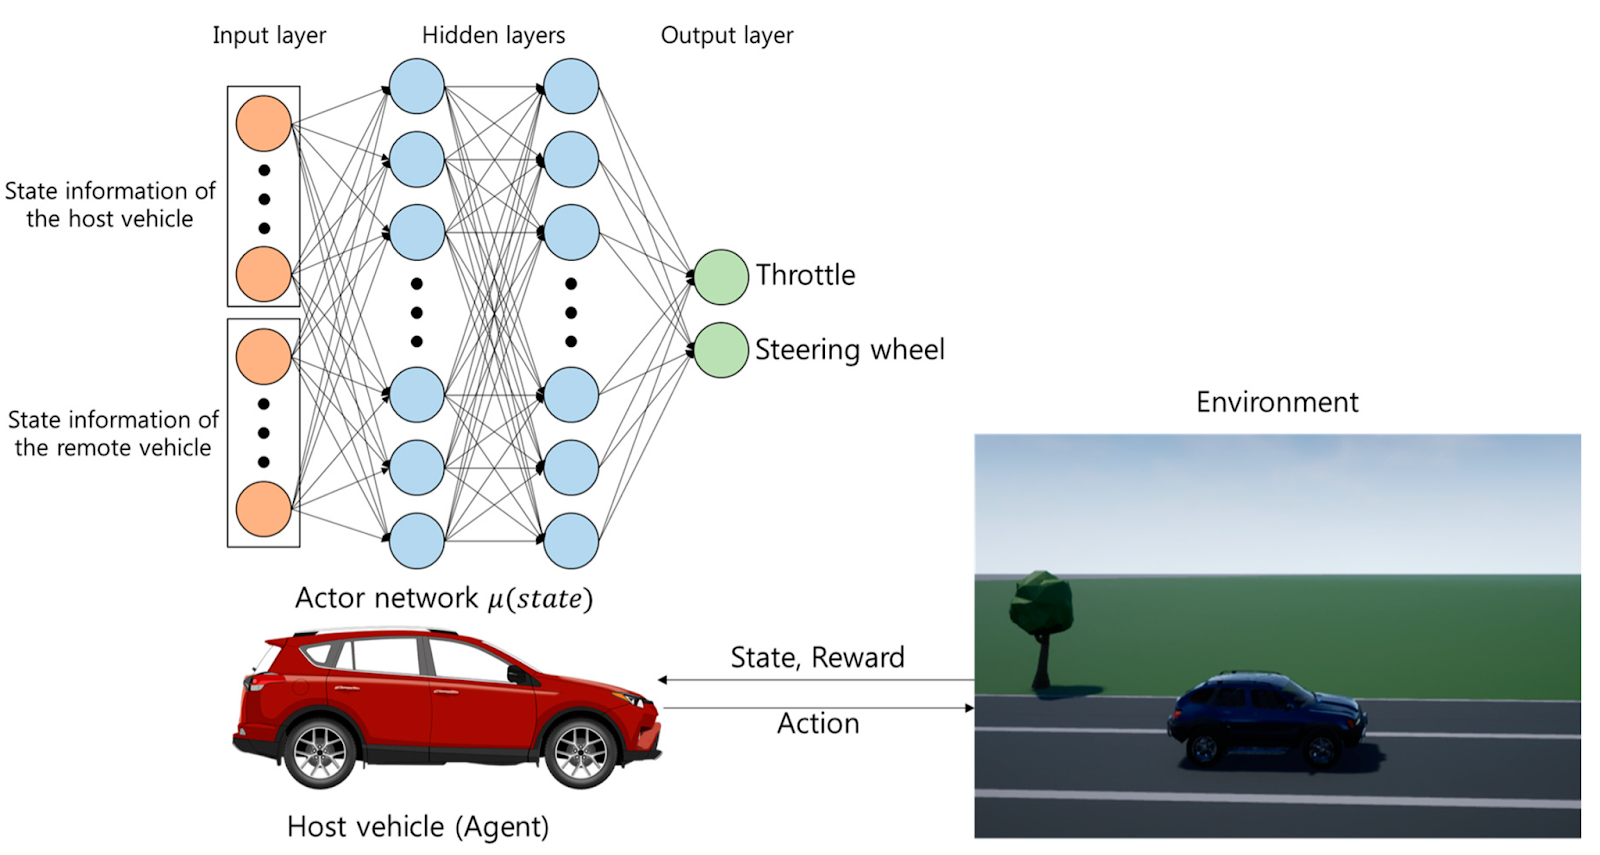 Input layer
Hidden layers
Output layer
State information of
the host vehicle
Throttle
Steering wheel
State information of
the remote vehicle
Environment
Actor network μ(state)
State, Reward
Action
Host vehicle (Agent)